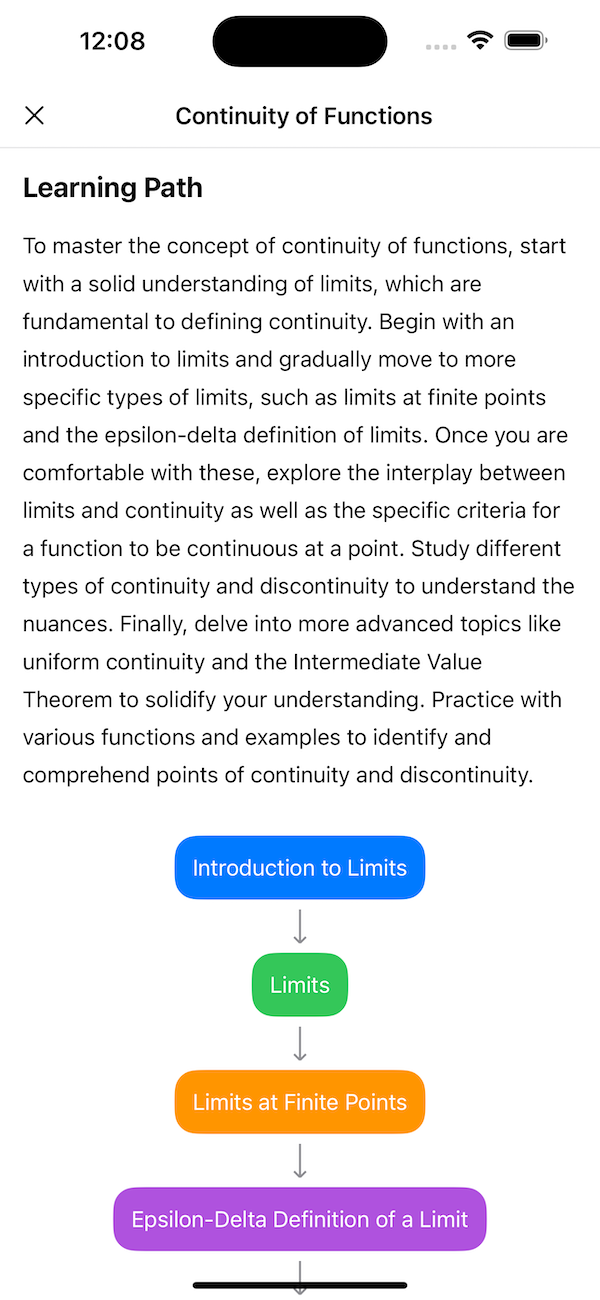 12:08
Continuity of Functions
Learning Path
To master the concept of continuity of functions, start
with a solid understanding of limits, which are
fundamental to defining continuity. Begin with an
introduction to limits and gradually move to more
specific types of limits, such as limits at finite points
and the epsilon-delta definition of limits. Once you are
comfortable with these, explore the interplay between
limits and continuity as well as the specific criteria for
a function to be continuous at a point. Study different
types of continuity and discontinuity to understand the
nuances. Finally, delve into more advanced topics like
uniform continuity and the Intermediate Value
Theorem to solidify your understanding. Practice with
various functions and examples to identify and
comprehend points of continuity and discontinuity.
Introduction to Limits
Limits
Limits at Finite Points
Epsilon-Delta Definition of a Limit